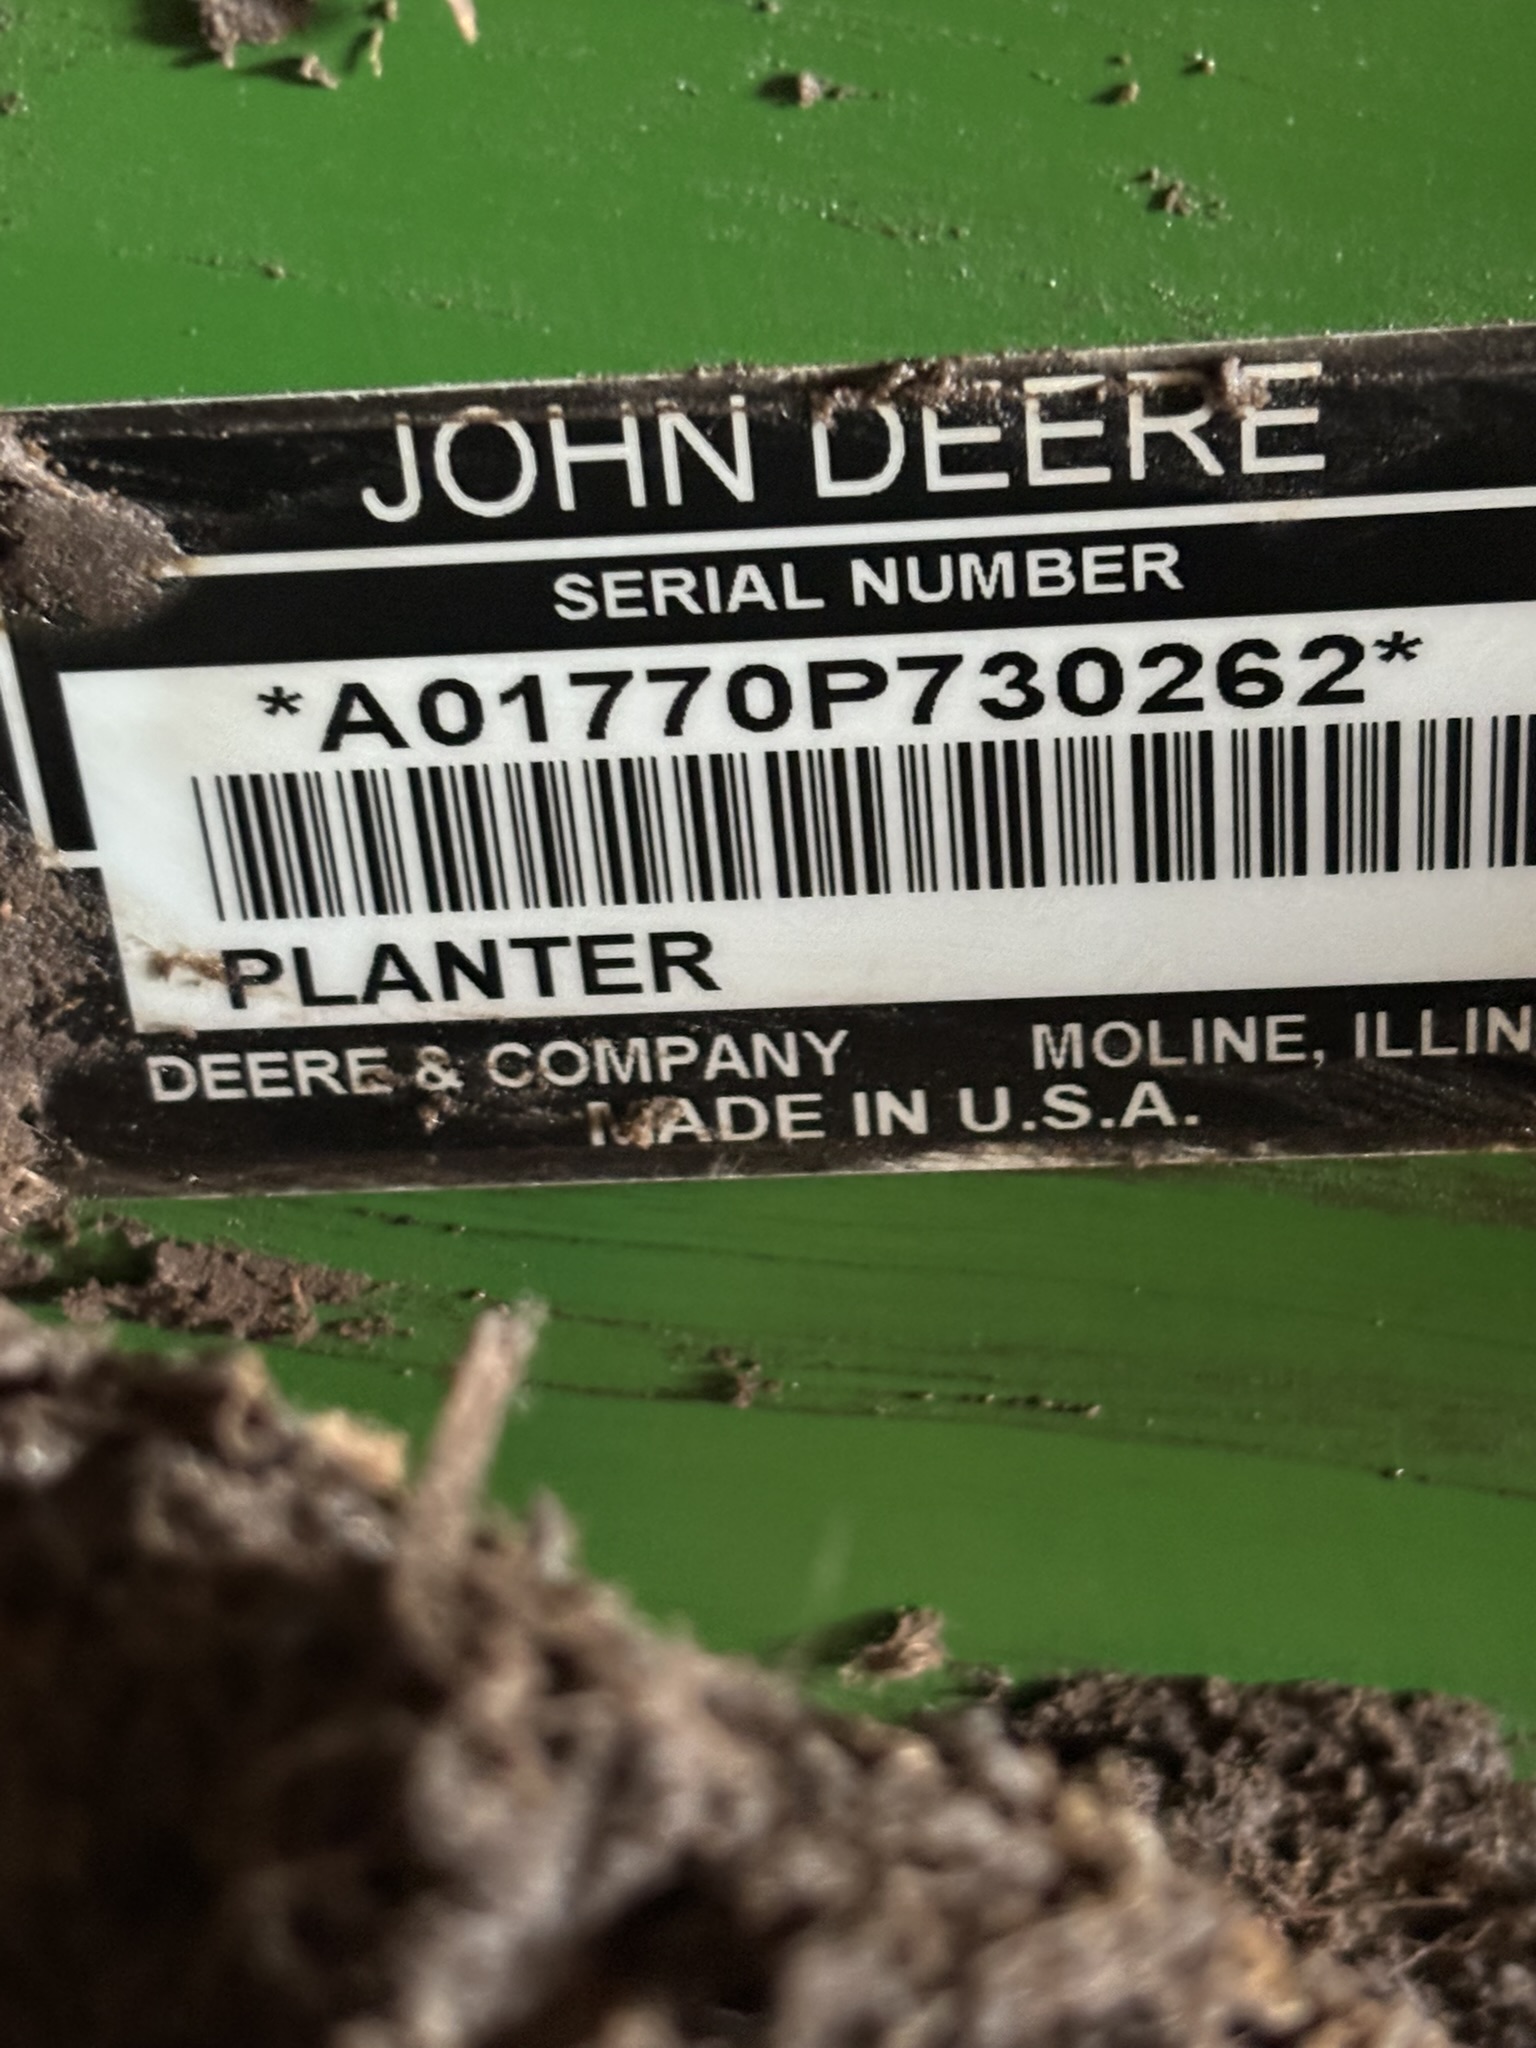 JOHN DEERE
SERIAL NUMBER
*A01770P730262*
PLANTER
DEERE & COMPANY MOLINE, ILLIN
MADE IN U.S.A.